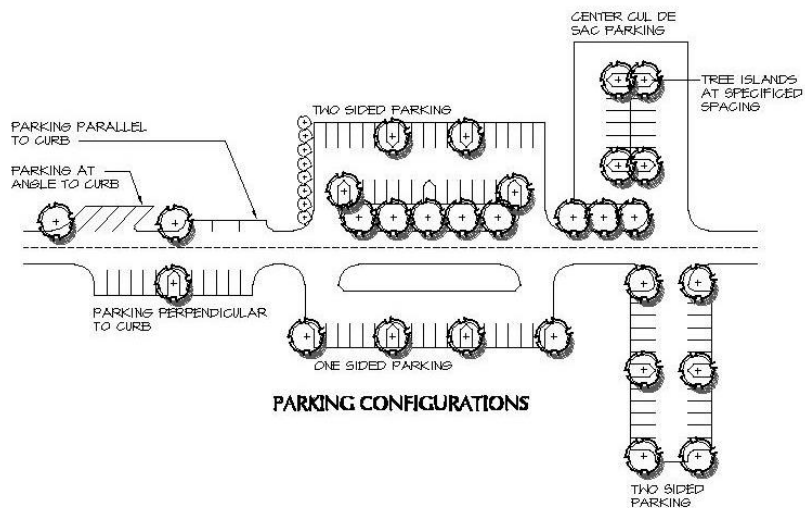 CENTER CUL DE
SAC PARKING
TREE ISLANDS
AT SPECIFICED
SPACING
TWO SIDED PARKING
PARKING PARALLEL
TO CURB
PARKING AT
ANGLE TO CURB
PARKING PERPENDICULAR
TO CURB
ONE SIDED PARKING
PARKING CONFIGURATIONS
TWO SIDED
PARKING